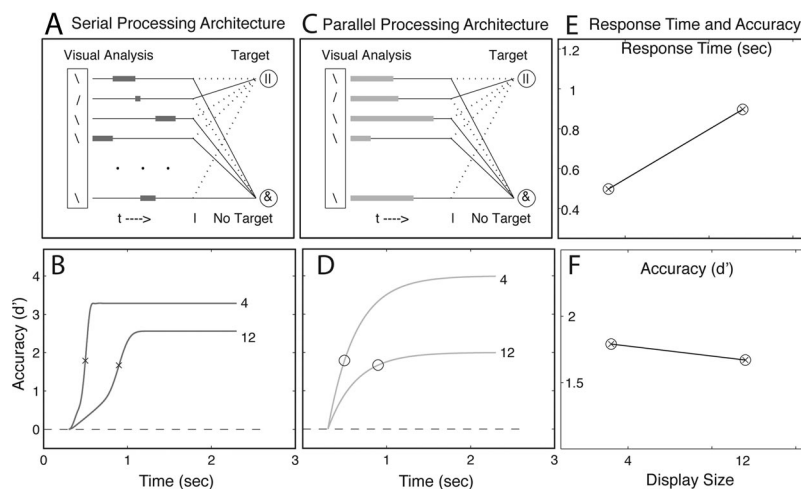 A Serial Processing Architecture
Visual Analysis Target
\ ||
/
\
\
. . .
\ &
t ----> I No Target
C Parallel Processing Architecture
Visual Analysis Target
\ ||
/
\
\
\ &
t ----> I No Target
E Response Time and Accuracy
Response Time (sec)
1.2
1
0.8
0.6
0.4
B
Accuracy (d')
4
3
2
1
0
4
12
0 1 2 3
Time (sec)
D
4
12
0 1 2 3
Time (sec)
F
Accuracy (d')
2
1.5
4 12
Display Size